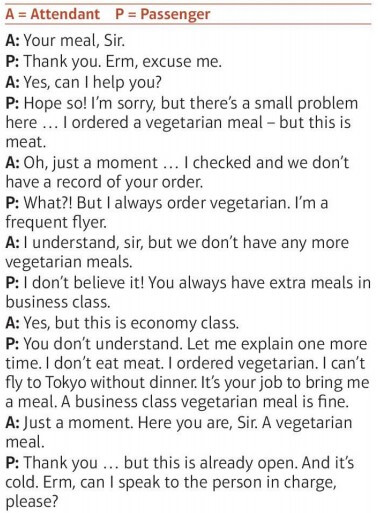 A = Attendant P = Passenger
A: Your meal, Sir.
P: Thank you. Erm, excuse me.
A: Yes, can I help you?
P: Hope so! I'm sorry, but there's a small problem
here … I ordered a vegetarian meal – but this is
meat.
A: Oh, just a moment … I checked and we don't
have a record of your order.
P: What?! But I always order vegetarian. I'm a
frequent flyer.
A: I understand, sir, but we don't have any more
vegetarian meals.
P: I don't believe it! You always have extra meals in
business class.
A: Yes, but this is economy class.
P: You don't understand. Let me explain one more
time. I don't eat meat. I ordered vegetarian. I can't
fly to Tokyo without dinner. It's your job to bring me
a meal. A business class vegetarian meal is fine.
A: Just a moment. Here you are, Sir. A vegetarian
meal.
P: Thank you … but this is already open. And it's
cold. Erm, can I speak to the person in charge,
please?